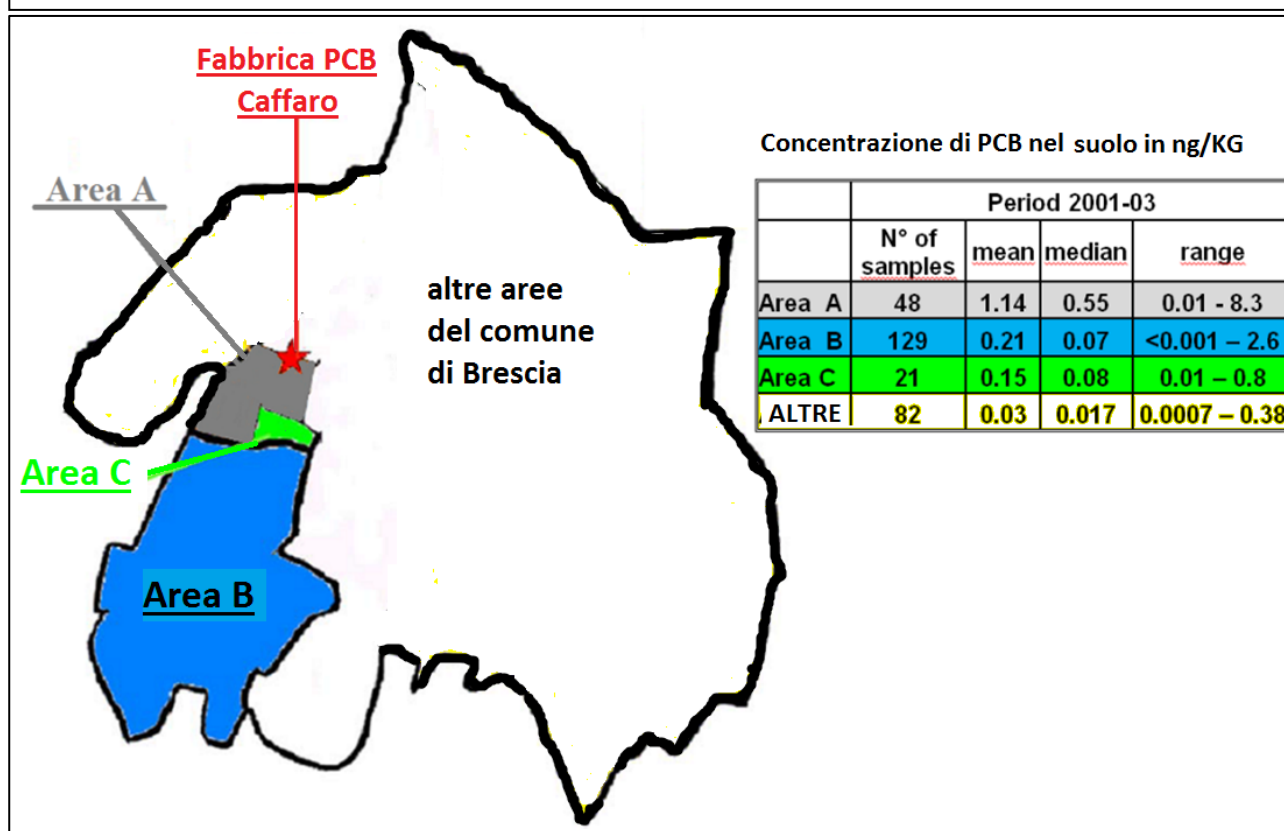 Fabbrica PCB
Caffaro
Area A
altre aree
del comune
di Brescia
Area C
Area B
Concentrazione di PCB nel suolo in ng/KG
Period 2001-03
N° of samples mean median range
Area A 48 1.14 0.55 0.01 - 8.3
Area B 129 0.21 0.07 <0.001 – 2.6
Area C 21 0.15 0.08 0.01 – 0.8
ALTRE 82 0.03 0.017 0.0007 – 0.38